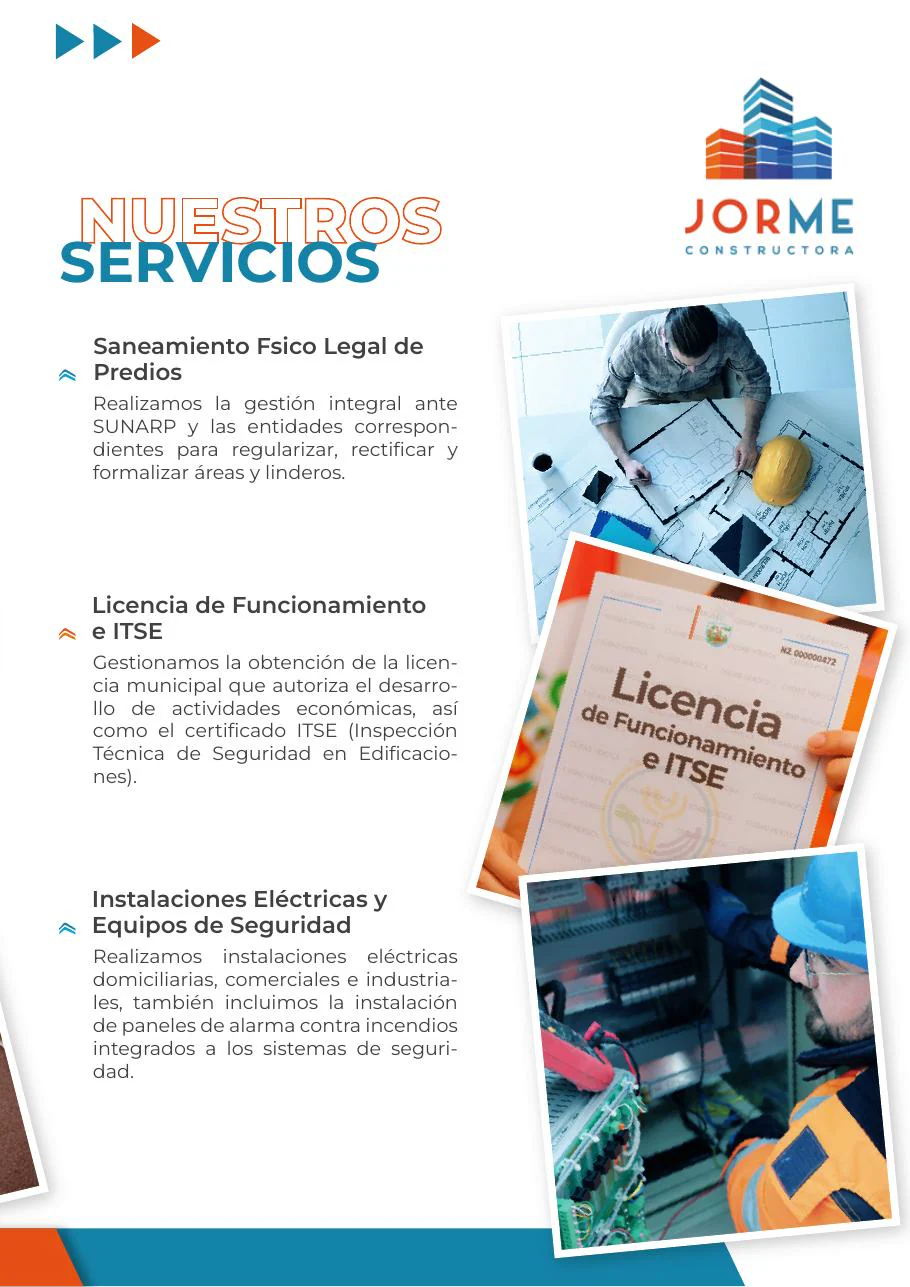 JORME
CONSTRUCTORA
NUESTROS
SERVICIOS
Saneamiento Fsico Legal de
Predios
Realizamos la gestión integral ante
SUNARP y las entidades correspon-
dientes para regularizar, rectificar y
formalizar áreas y linderos.
Licencia de Funcionamiento
e ITSE
Gestionamos la obtención de la licen-
cia municipal que autoriza el desarro-
llo de actividades económicas, así
como el certificado ITSE (Inspección
Técnica de Seguridad en Edificacio-
nes).
Nº 000000472
Licencia
de Funcionamiento
e ITSE
Instalaciones Eléctricas y
Equipos de Seguridad
Realizamos instalaciones eléctricas
domiciliarias, comerciales e industria-
les, también incluimos la instalación
de paneles de alarma contra incendios
integrados a los sistemas de seguri-
dad.